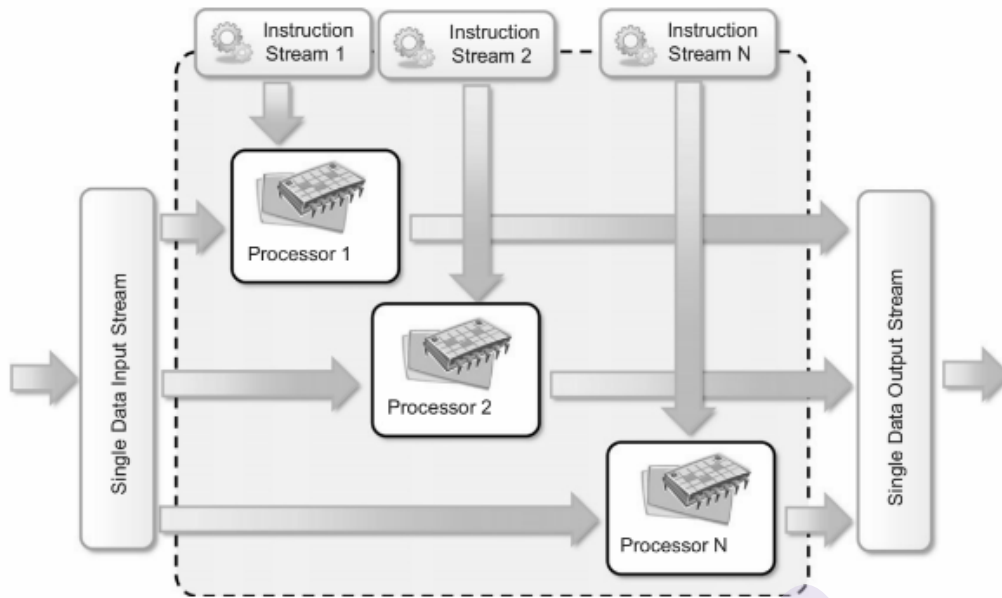 Instruction
Stream 1
Instruction
Stream 2
Instruction
Stream N
Single Data Input Stream
Processor 1
Processor 2
Processor N
Single Data Output Stream